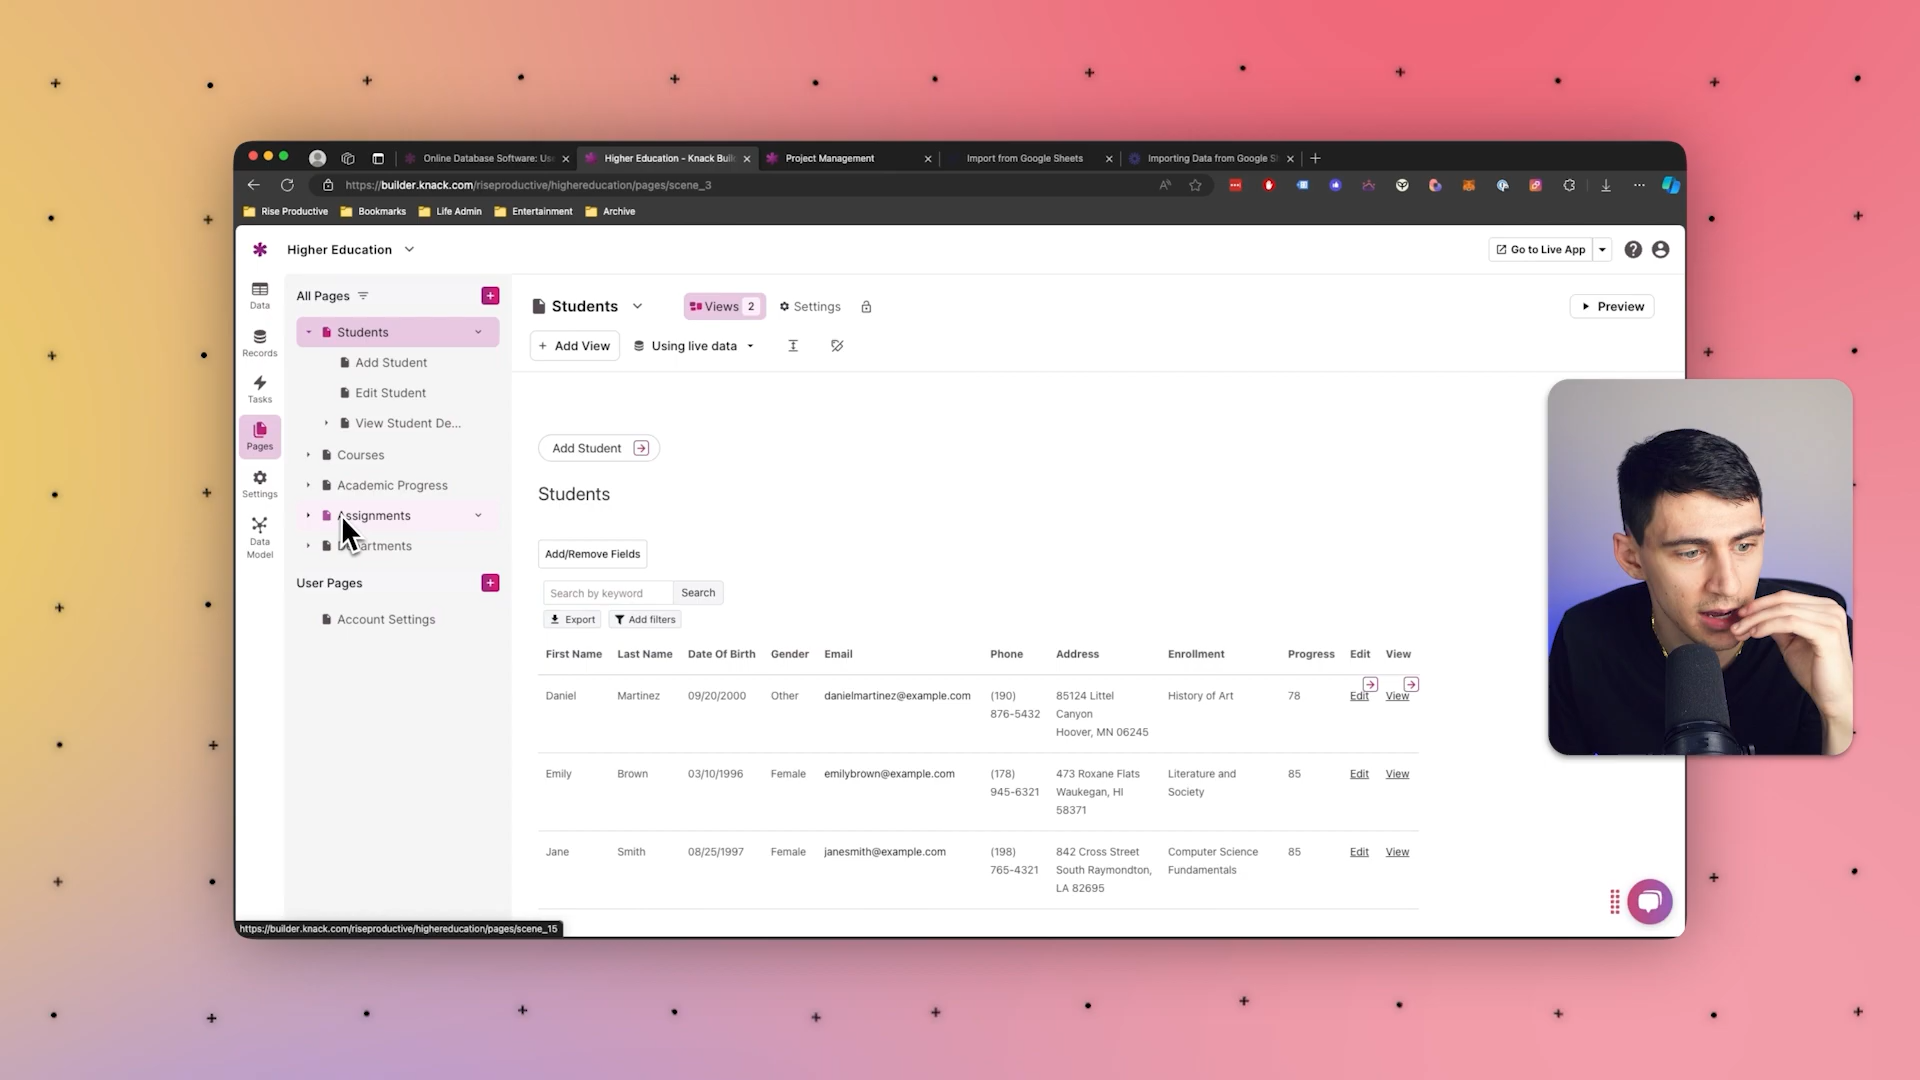 Online Database Software: Us
Higher Education - Knack Buil
Project Management
Import from Google Sheets
Importing Data from Google S
https://builder.knack.com/riseproductive/highereducation/pages/scene_3
Rise Productive
Bookmarks
Life Admin
Entertainment
Archive
Higher Education
Go to Live App
Data
Records
Tasks
Pages
Settings
Data
Model
All Pages
Students
Add Student
Edit Student
View Student De...
Courses
Academic Progress
Assignments
User Pages
Account Settings
Students
Views 2
Settings
Preview
+ Add View
Using live data
Add Student
Students
Add/Remove Fields
Search by keyword
Search
Export
Add filters
First Name Last Name Date Of Birth Gender Email Phone Address Enrollment Progress Edit View
Daniel Martinez 09/20/2000 Other danielmartinez@example.com (190) 85124 Littel History of Art 78 Edit View
876-5432 Canyon
Hoover, MN 06245
Emily Brown 03/10/1996 Female emilybrown@example.com (178) 473 Roxane Flats Literature and 85 Edit View
945-6321 Waukegan, HI Society
58371
Jane Smith 08/25/1997 Female janesmith@example.com (198) 842 Cross Street Computer Science 85 Edit View
765-4321 South Raymondton, Fundamentals
LA 82695
https://builder.knack.com/riseproductive/highereducation/pages/scene_15